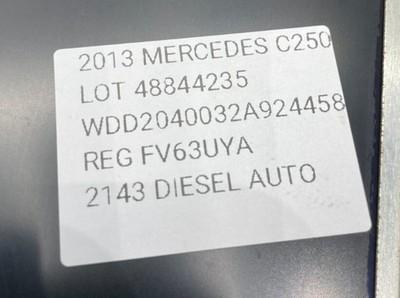 2013 MERCEDES C250
LOT 48844235
WDD2040032A924458
REG FV63UYA
2143 DIESEL AUTO